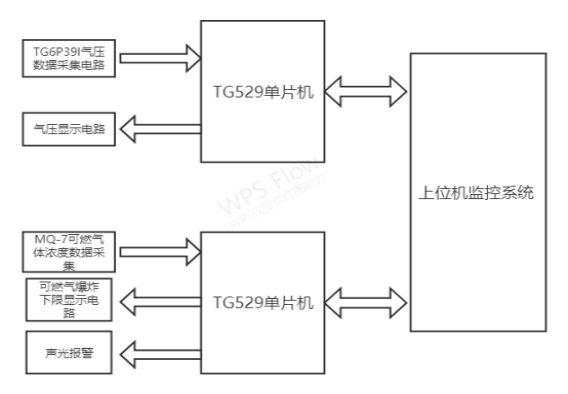 TG6P39I气压
数据采集电路
TG529单片机
气压显示电路
上位机监控系统
WPS Flow
MQ-7可燃气
体浓度数据采
集
可燃气爆炸
下限显示电
路
TG529单片机
声光报警